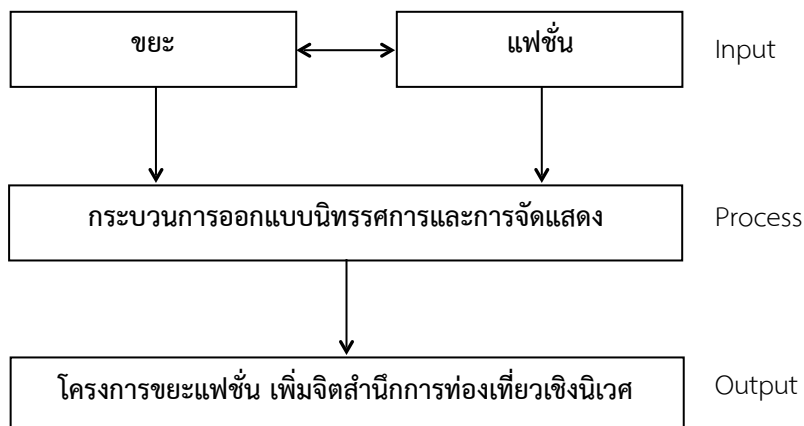 ขยะ
แฟชั่น
Input
กระบวนการออกแบบนิทรรศการและการจัดแสดง
Process
โครงการขยะแฟชั่น เพิ่มจิตสำนึกการท่องเที่ยวเชิงนิเวศ
Output